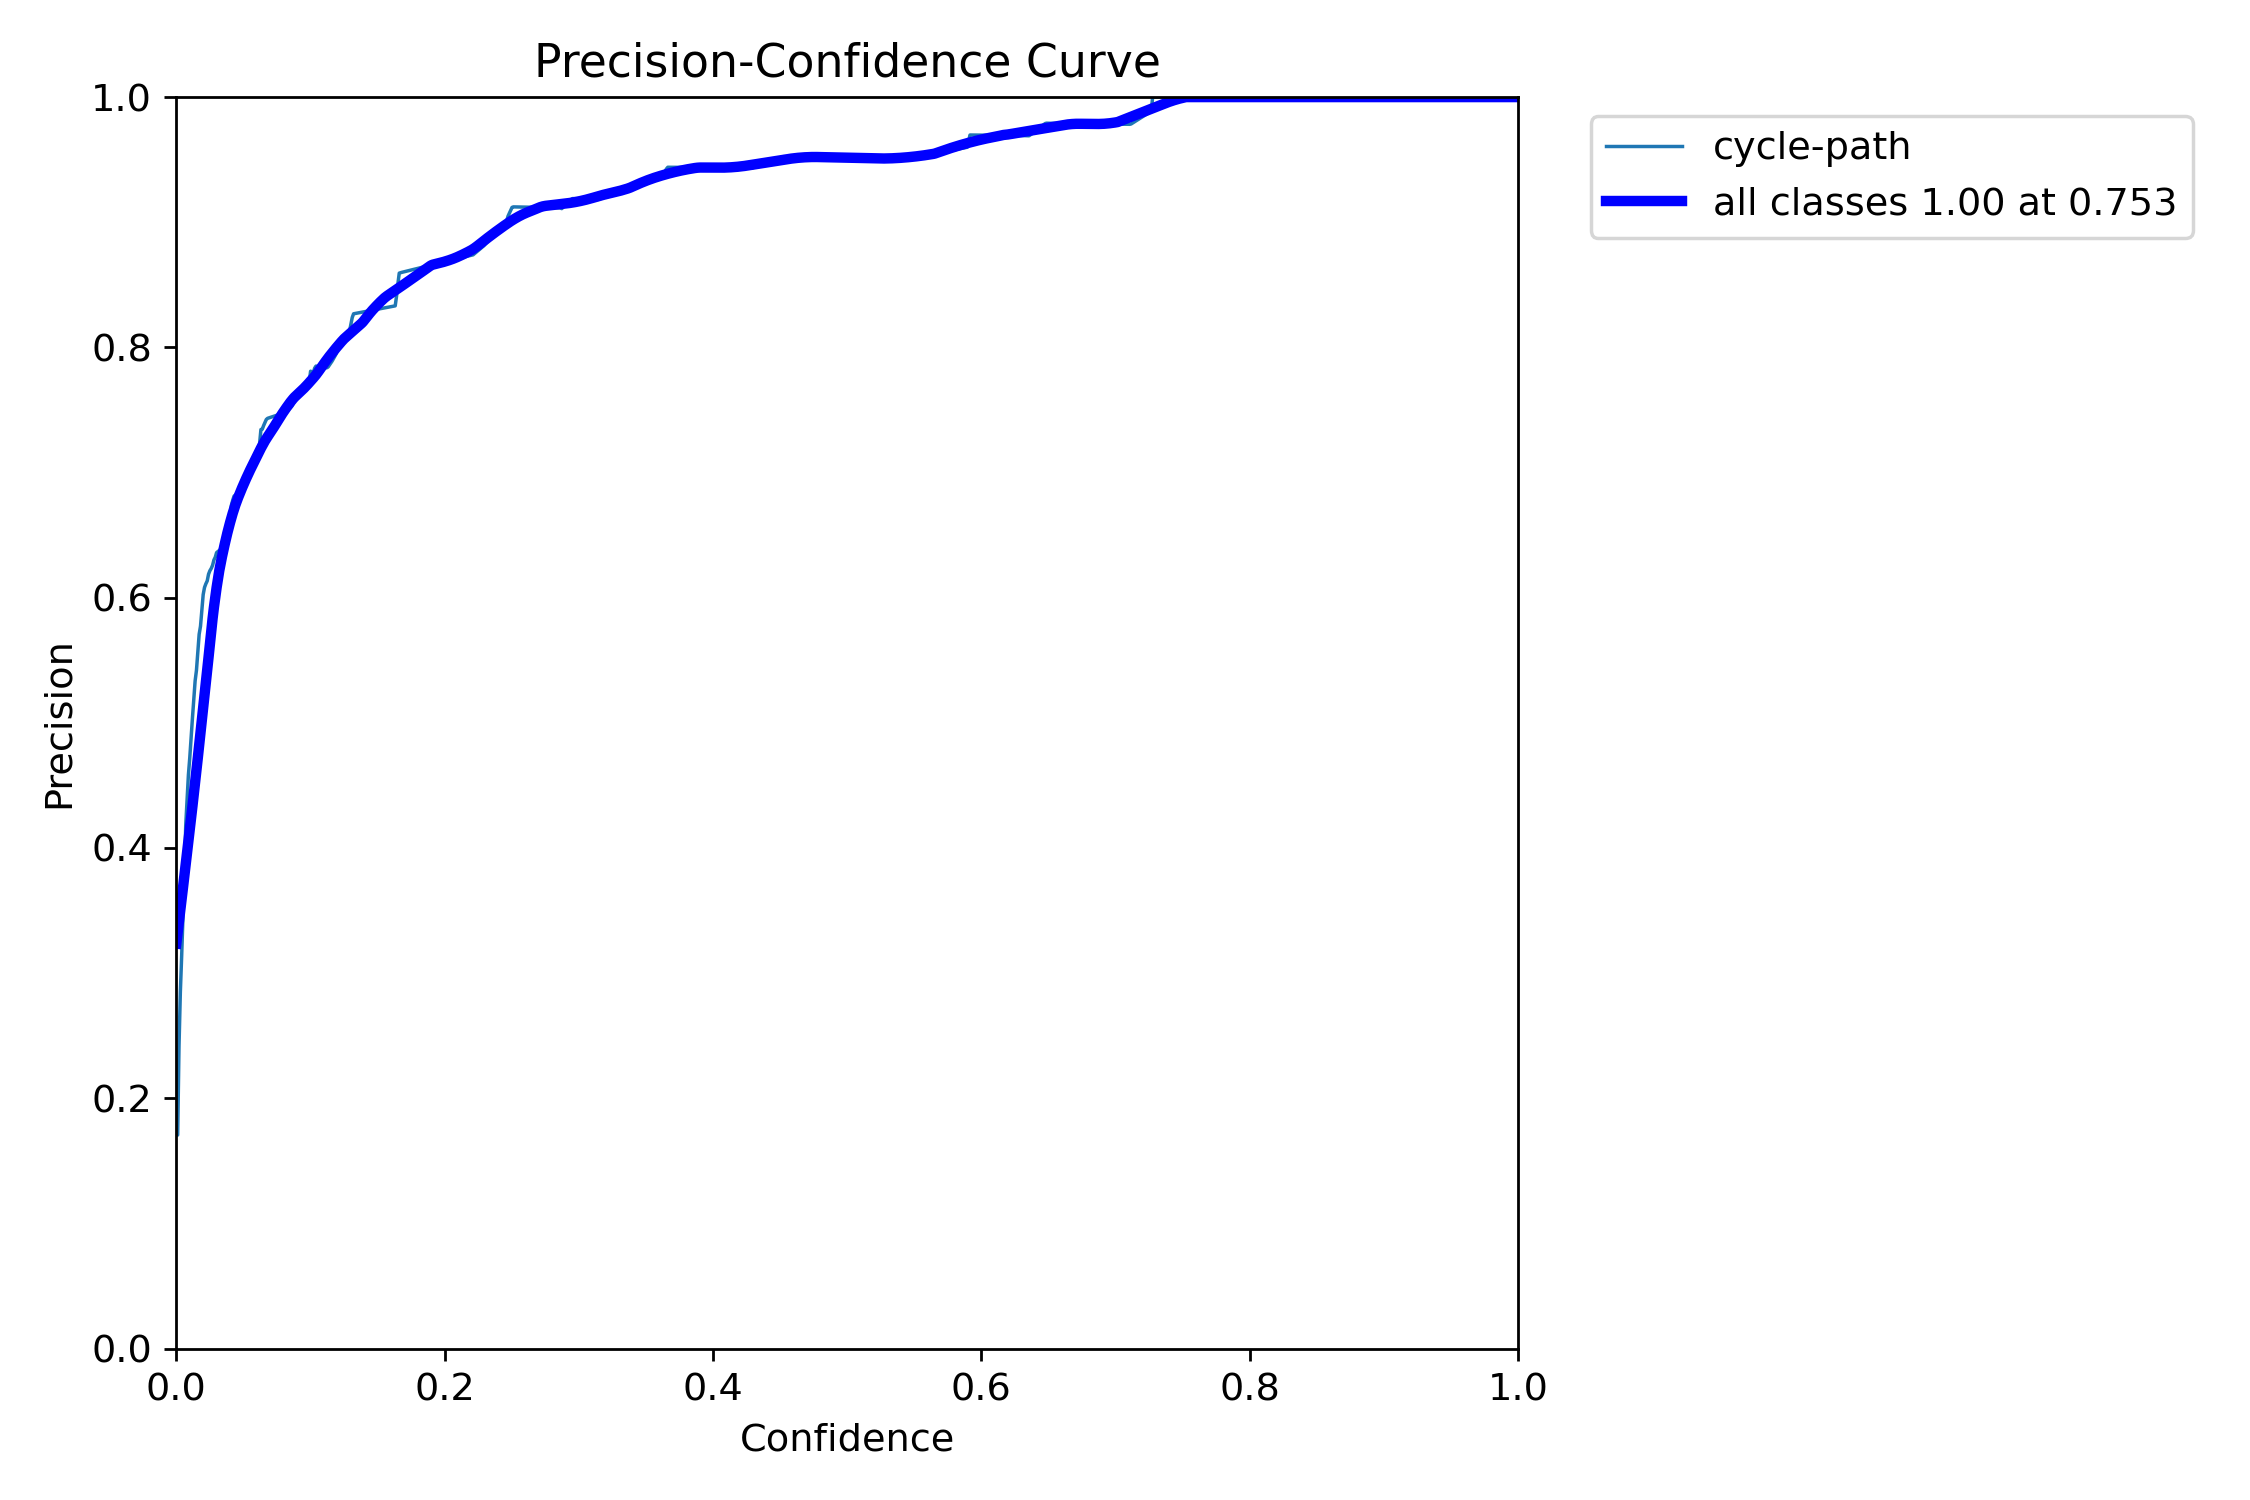 Precision-Confidence Curve
1.0
0.8
0.6
0.4
0.2
0.0
Precision
0.0 0.2 0.4 0.6 0.8 1.0
Confidence
cycle-path
all classes 1.00 at 0.753